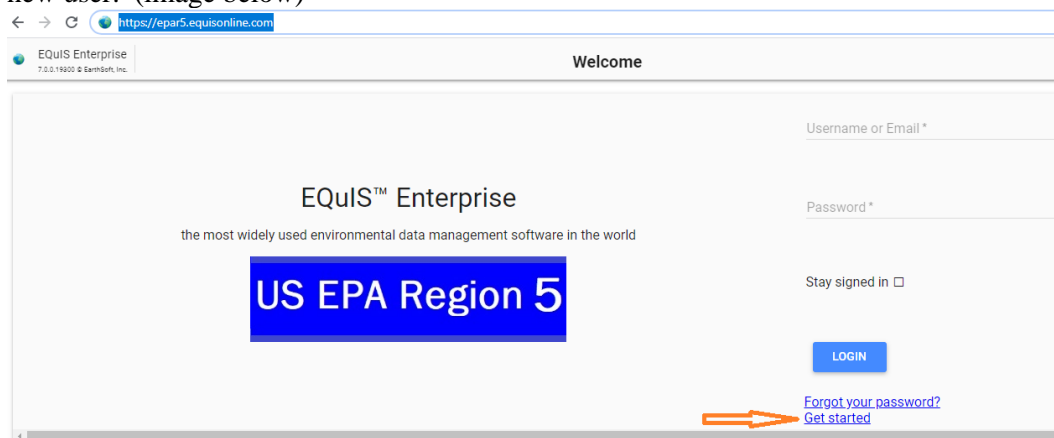 new user. (image below)
https://epar5.equisonline.com
EQuIS Enterprise
7.0.0.19300 © EarthSoft, Inc.
Welcome
Username or Email *
EQuIS™ Enterprise
Password *
the most widely used environmental data management software in the world
US EPA Region 5
Stay signed in
LOGIN
Forgot your password?
Get started